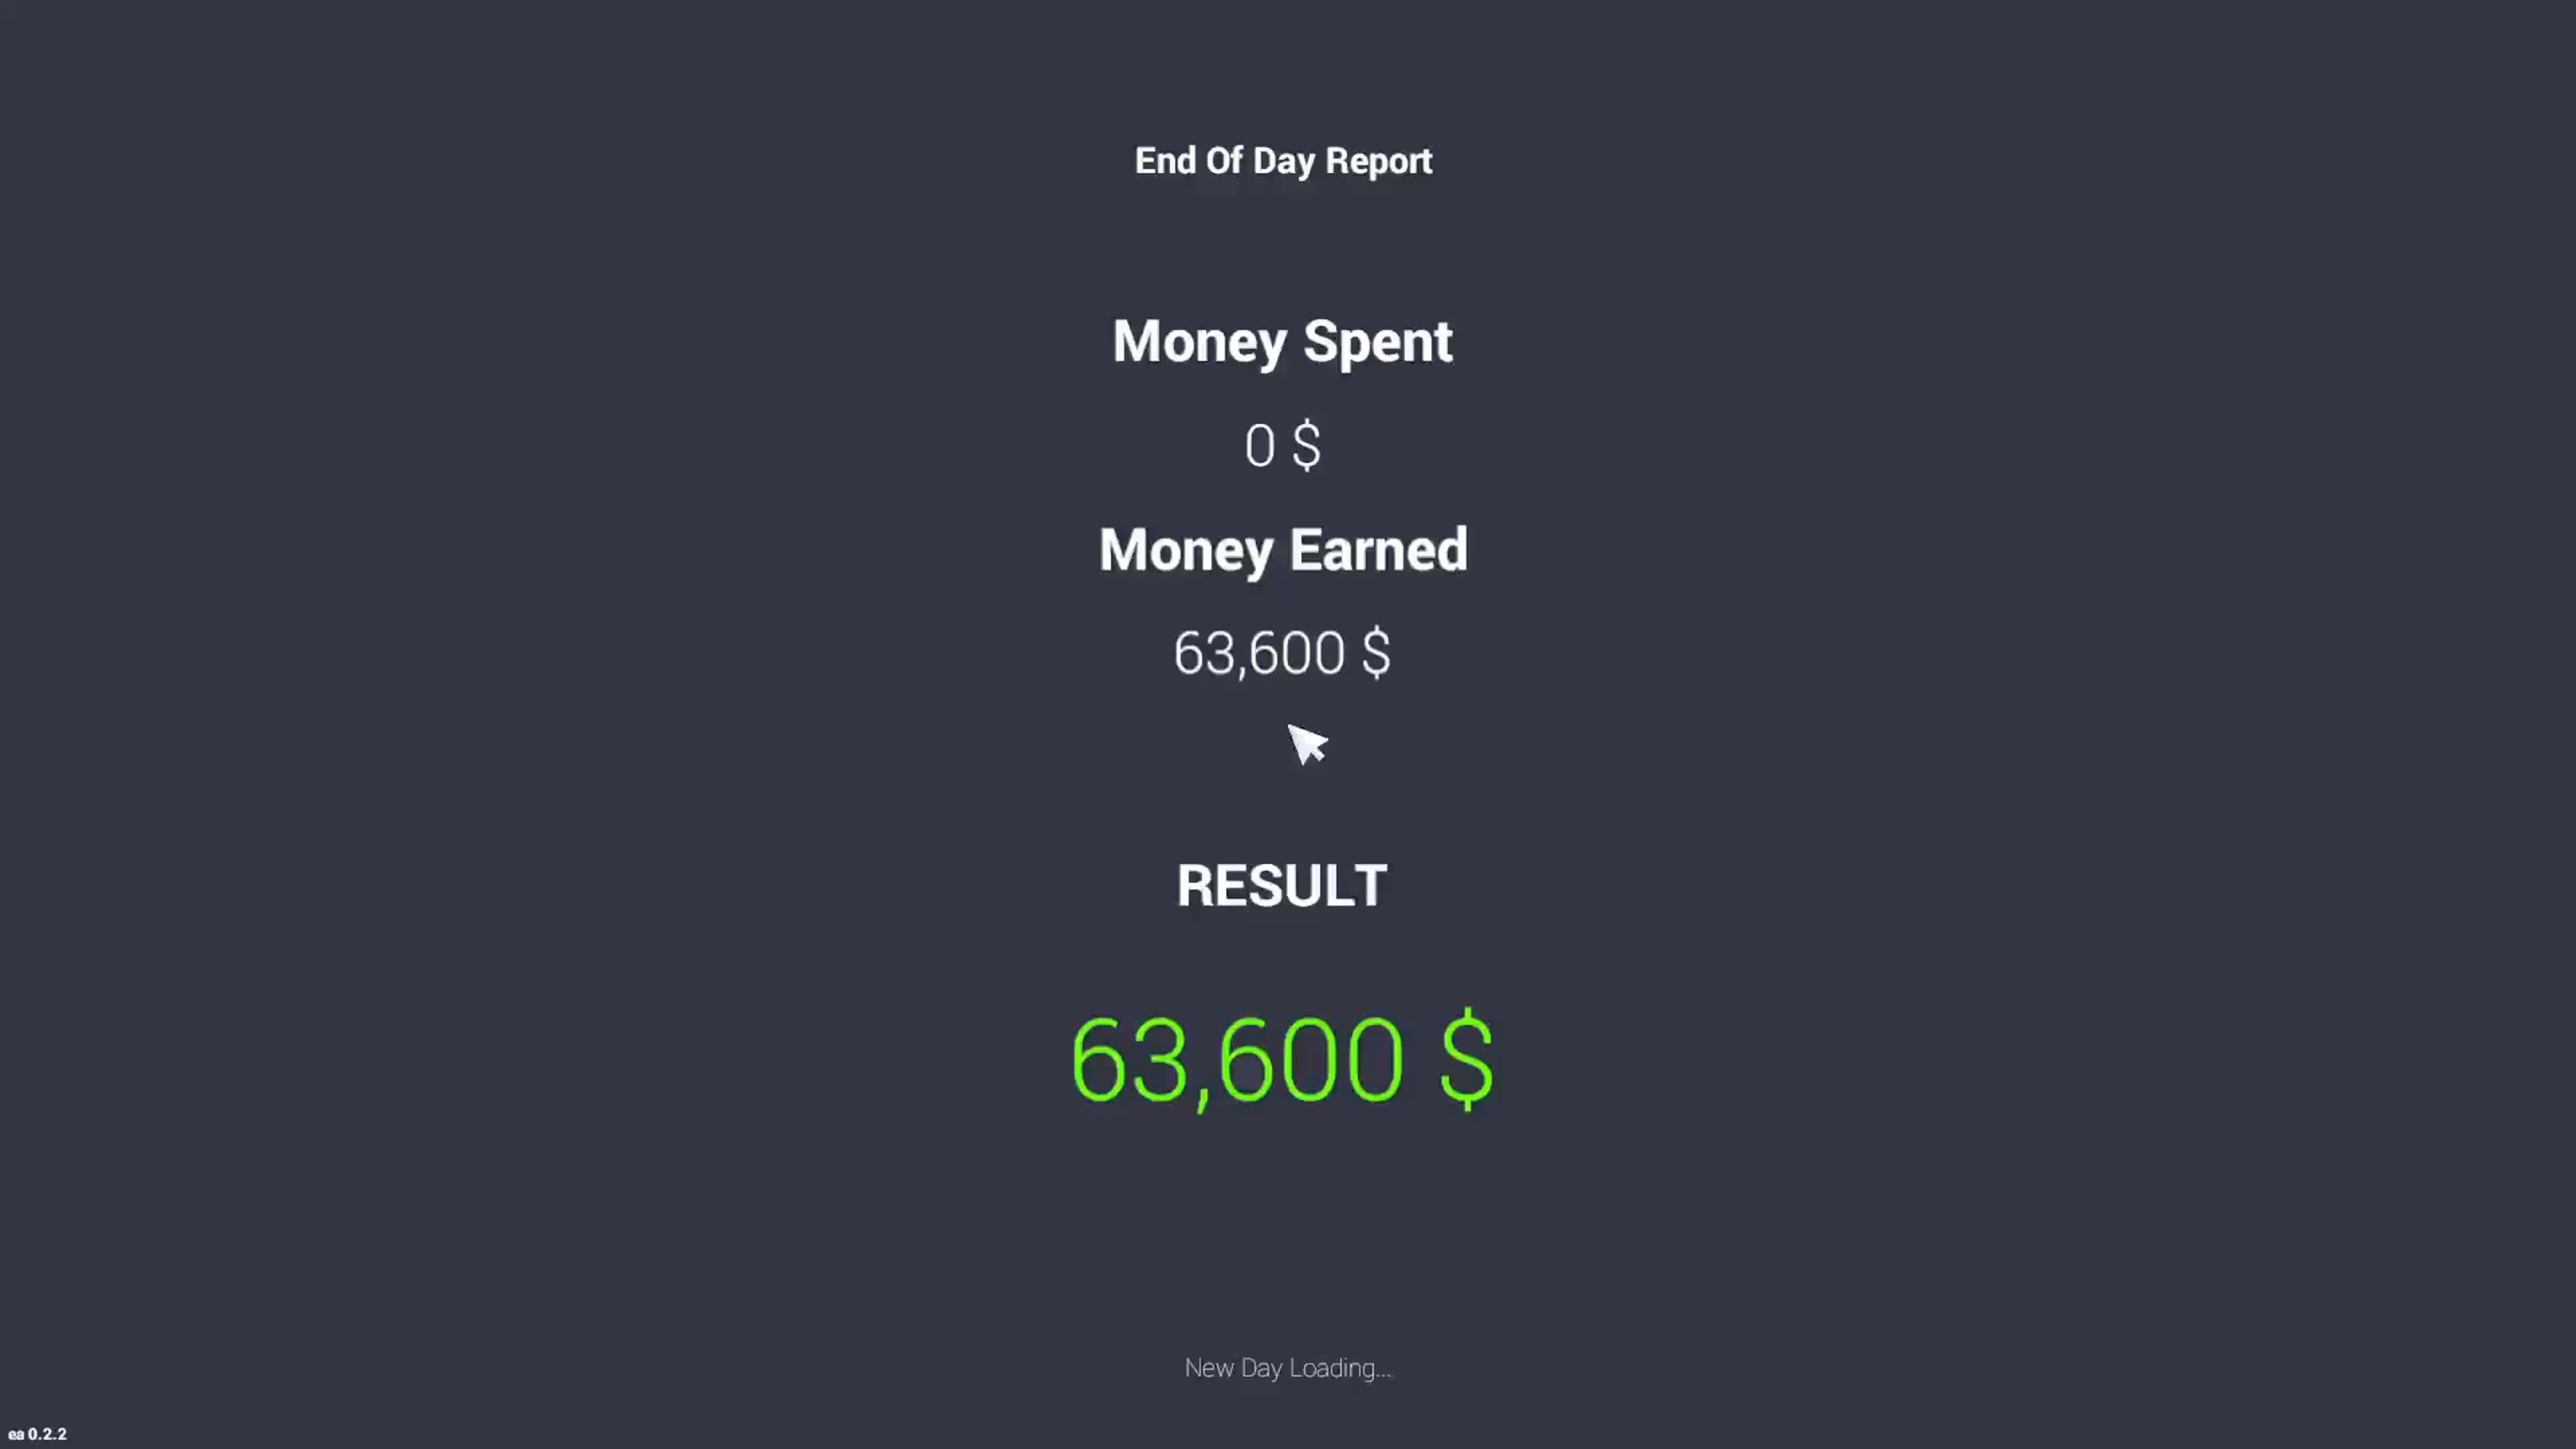 End Of Day Report
Money Spent
0 $
Money Earned
63,600 $
RESULT
63,600 $
New Day Loading...
ea 0.2.2